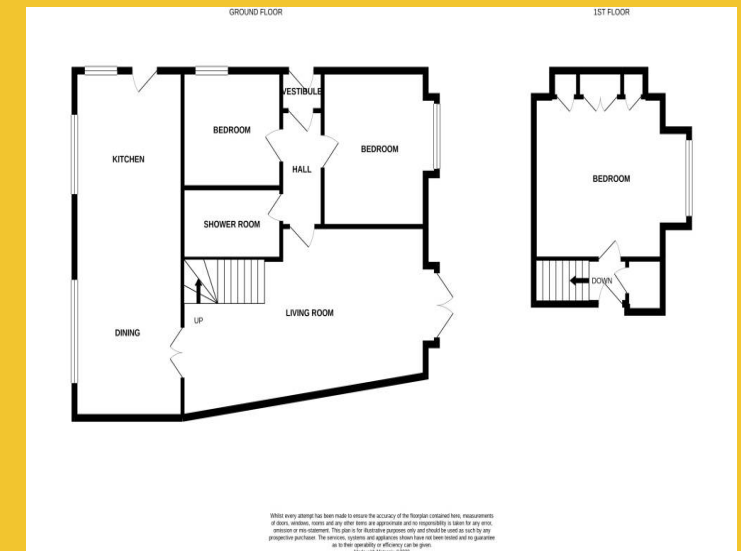 GROUND FLOOR
1ST FLOOR
VESTIBULE
BEDROOM
BEDROOM
KITCHEN
HALL
BEDROOM
SHOWER ROOM
DOWN
LIVING ROOM
UP
DINING
Whilst every attempt has been made to ensure the accuracy of the floorplan contained here, measurements
of doors, windows, rooms and any other items are approximate and no responsibility is taken for any error,
omission or mis-statement. This plan is for illustrative purposes only and should be used as such by any
prospective purchaser. The services, systems and appliances shown have not been tested and no guarantee
as to their operability or efficiency can be given.